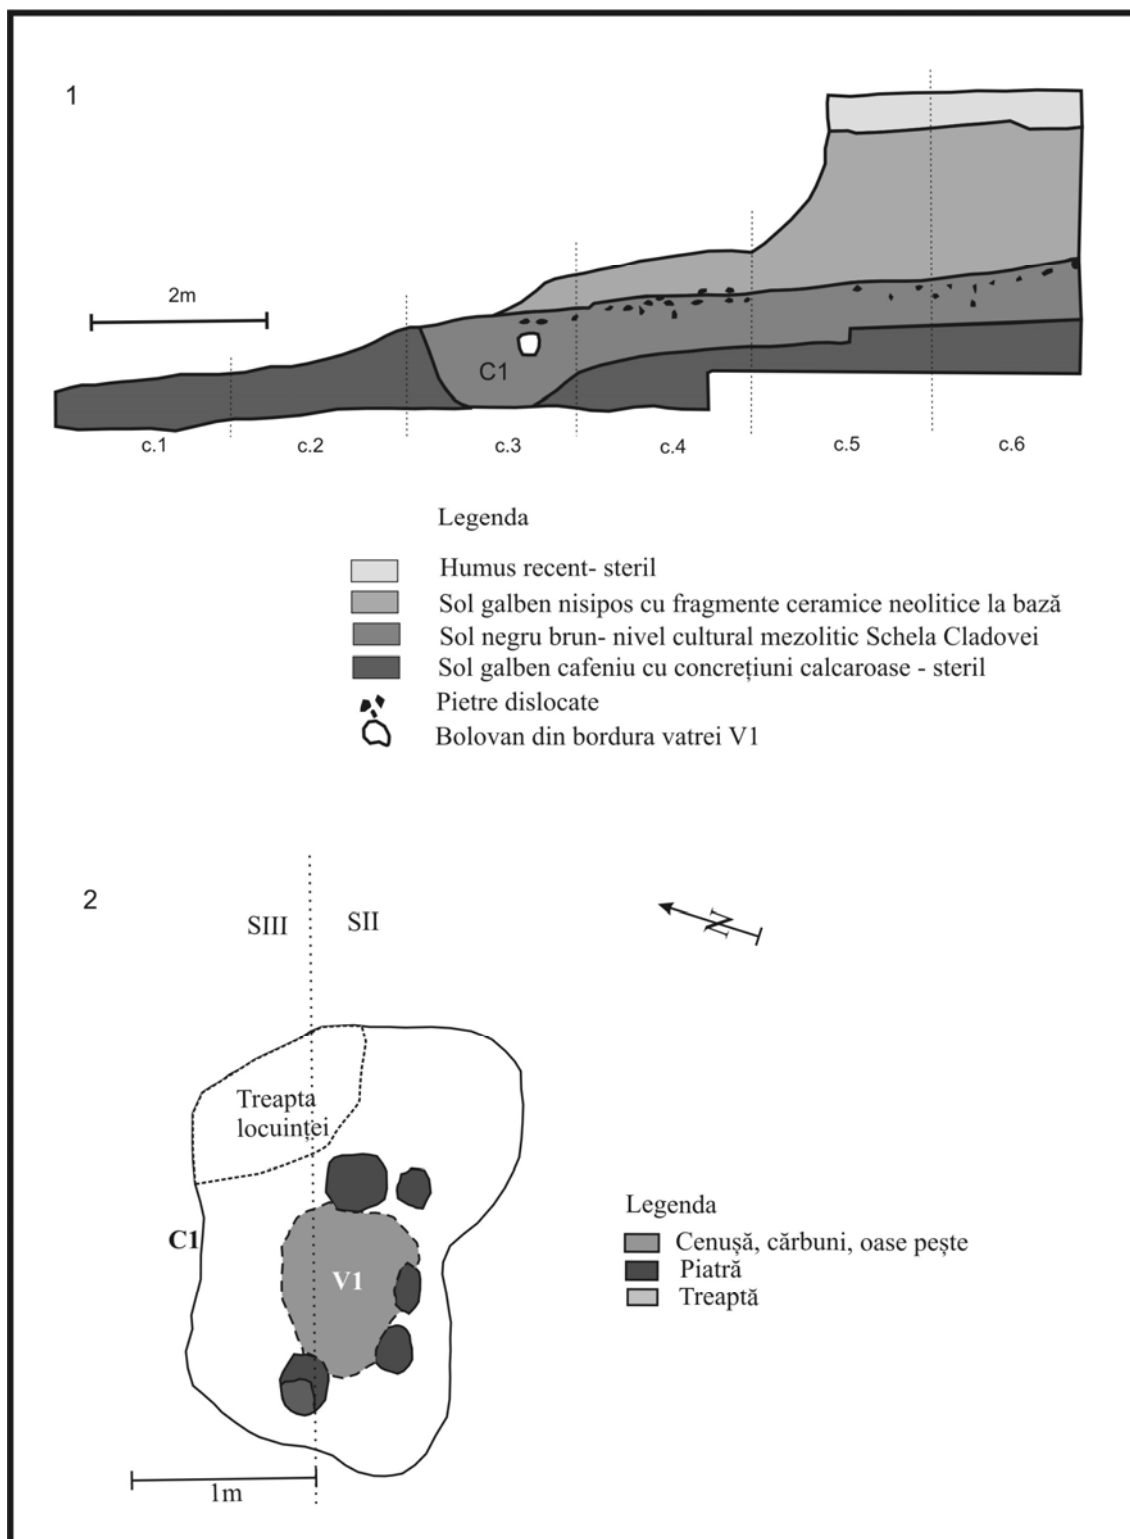 1
2m
C1
c.1
c.2
c.3
c.4
c.5
c.6
Legenda
Humus recent- steril
Sol galben nisipos cu fragmente ceramice neolitice la bază
Sol negru brun- nivel cultural mezolitic Schela Cladovei
Sol galben cafeniu cu concrețiuni calcaroase - steril
Pietre dislocate
Bolovan din bordura vatrei V1
2
SIII
SII
N
Treapta
locuinței
C1
V1
Legenda
Cenușă, cărbuni, oase pește
Piatră
Treaptă
1m